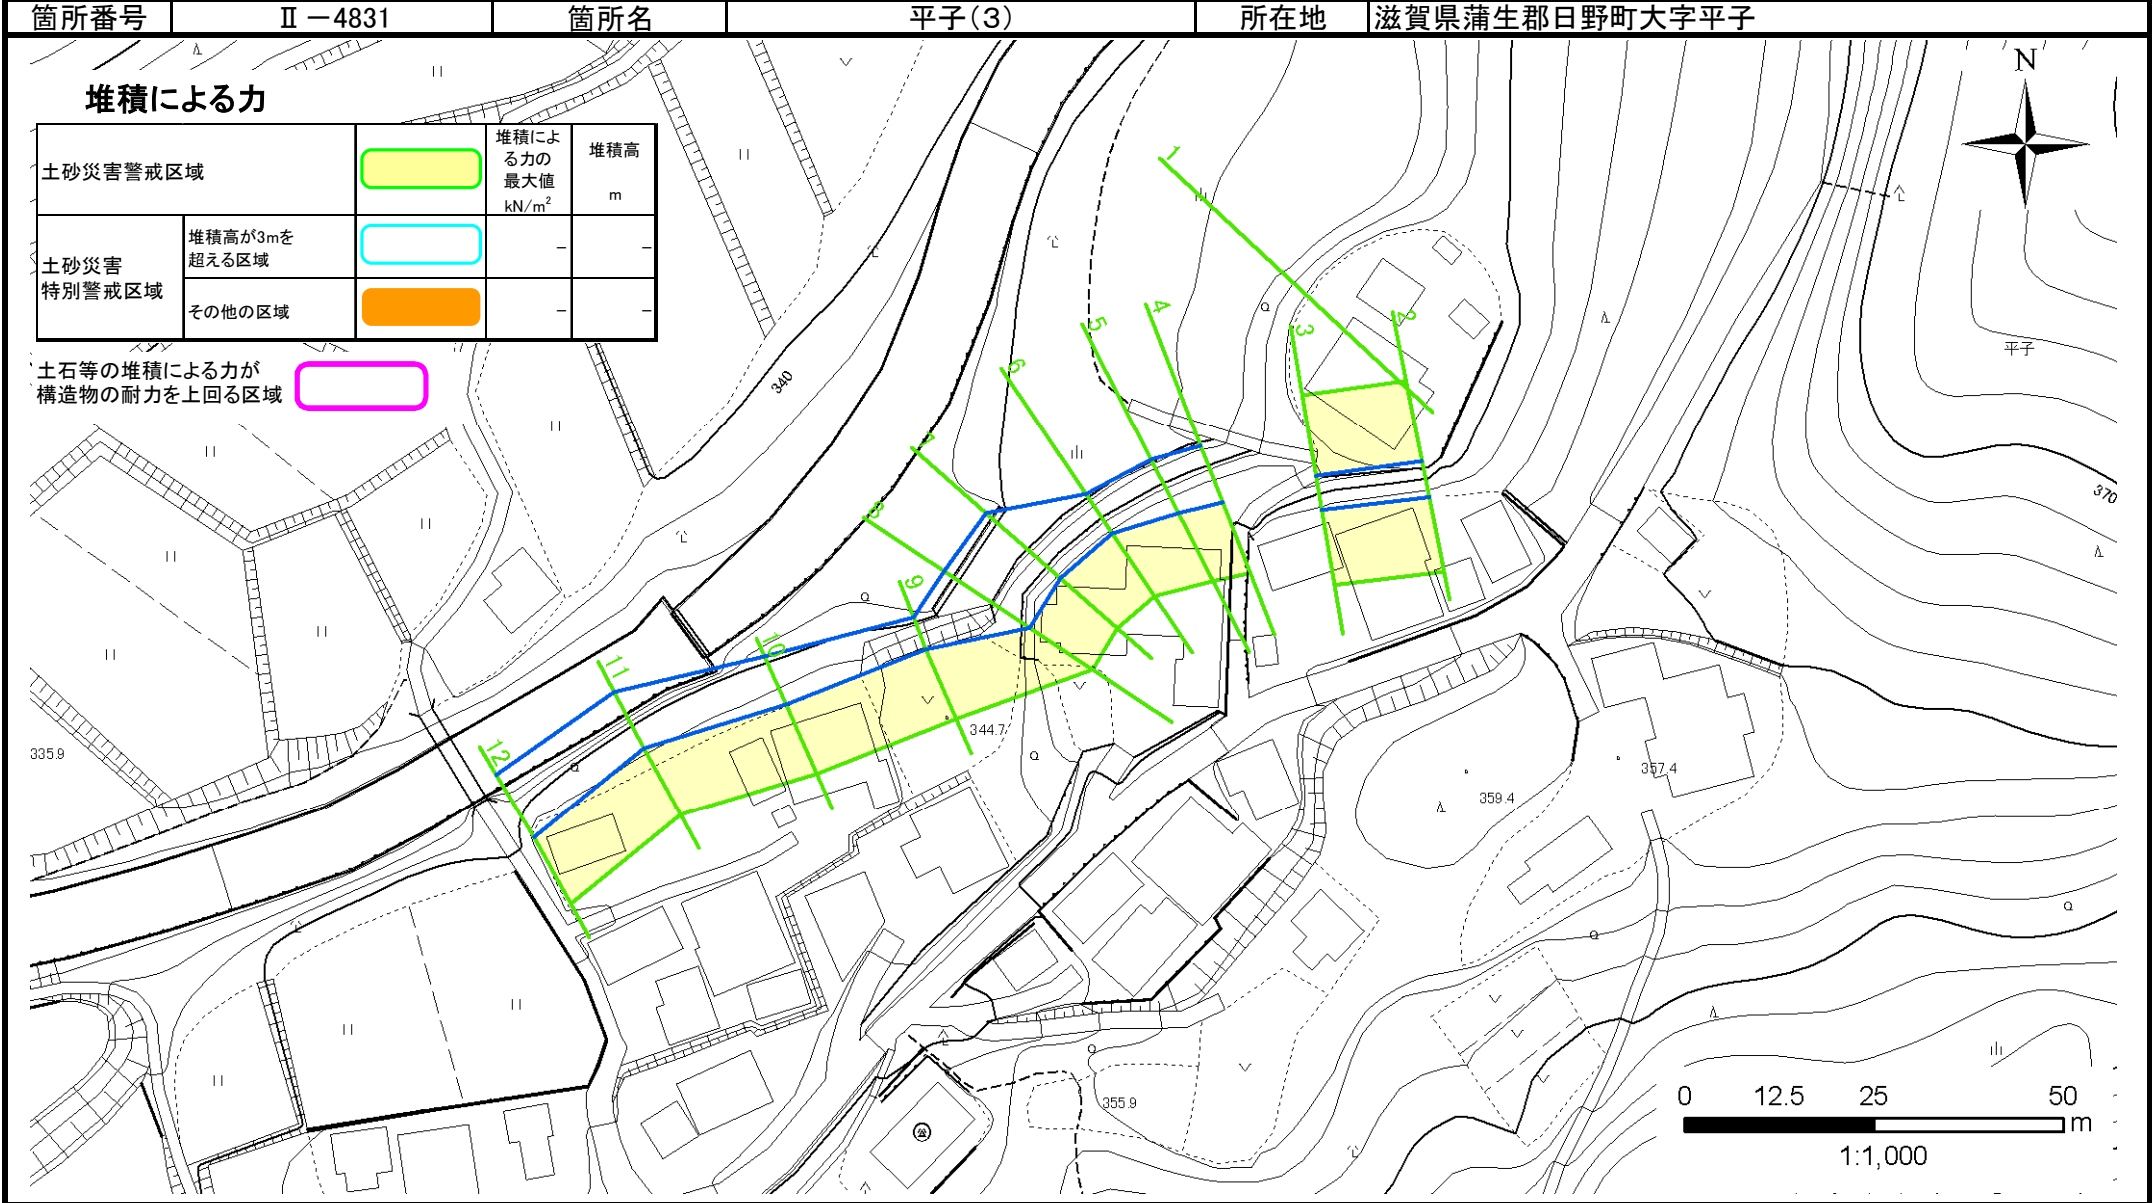 箇所番号 Ⅱ－4831 箇所名 平子(3) 所在地 滋賀県蒲生郡日野町大字平子
堆積による力
土砂災害警戒区域
堆積によ
る力の
最大値
kN/m²
堆積高
m
土砂災害
特別警戒区域
堆積高が3mを
超える区域
－ －
その他の区域
－ －
土石等の堆積による力が
構造物の耐力を上回る区域
N
1
2
3
4
5
6
7
8
9
10
11
12
340
平子
370
344.7
335.9
357.4
359.4
355.9
0 12.5 25 50
m
1:1,000